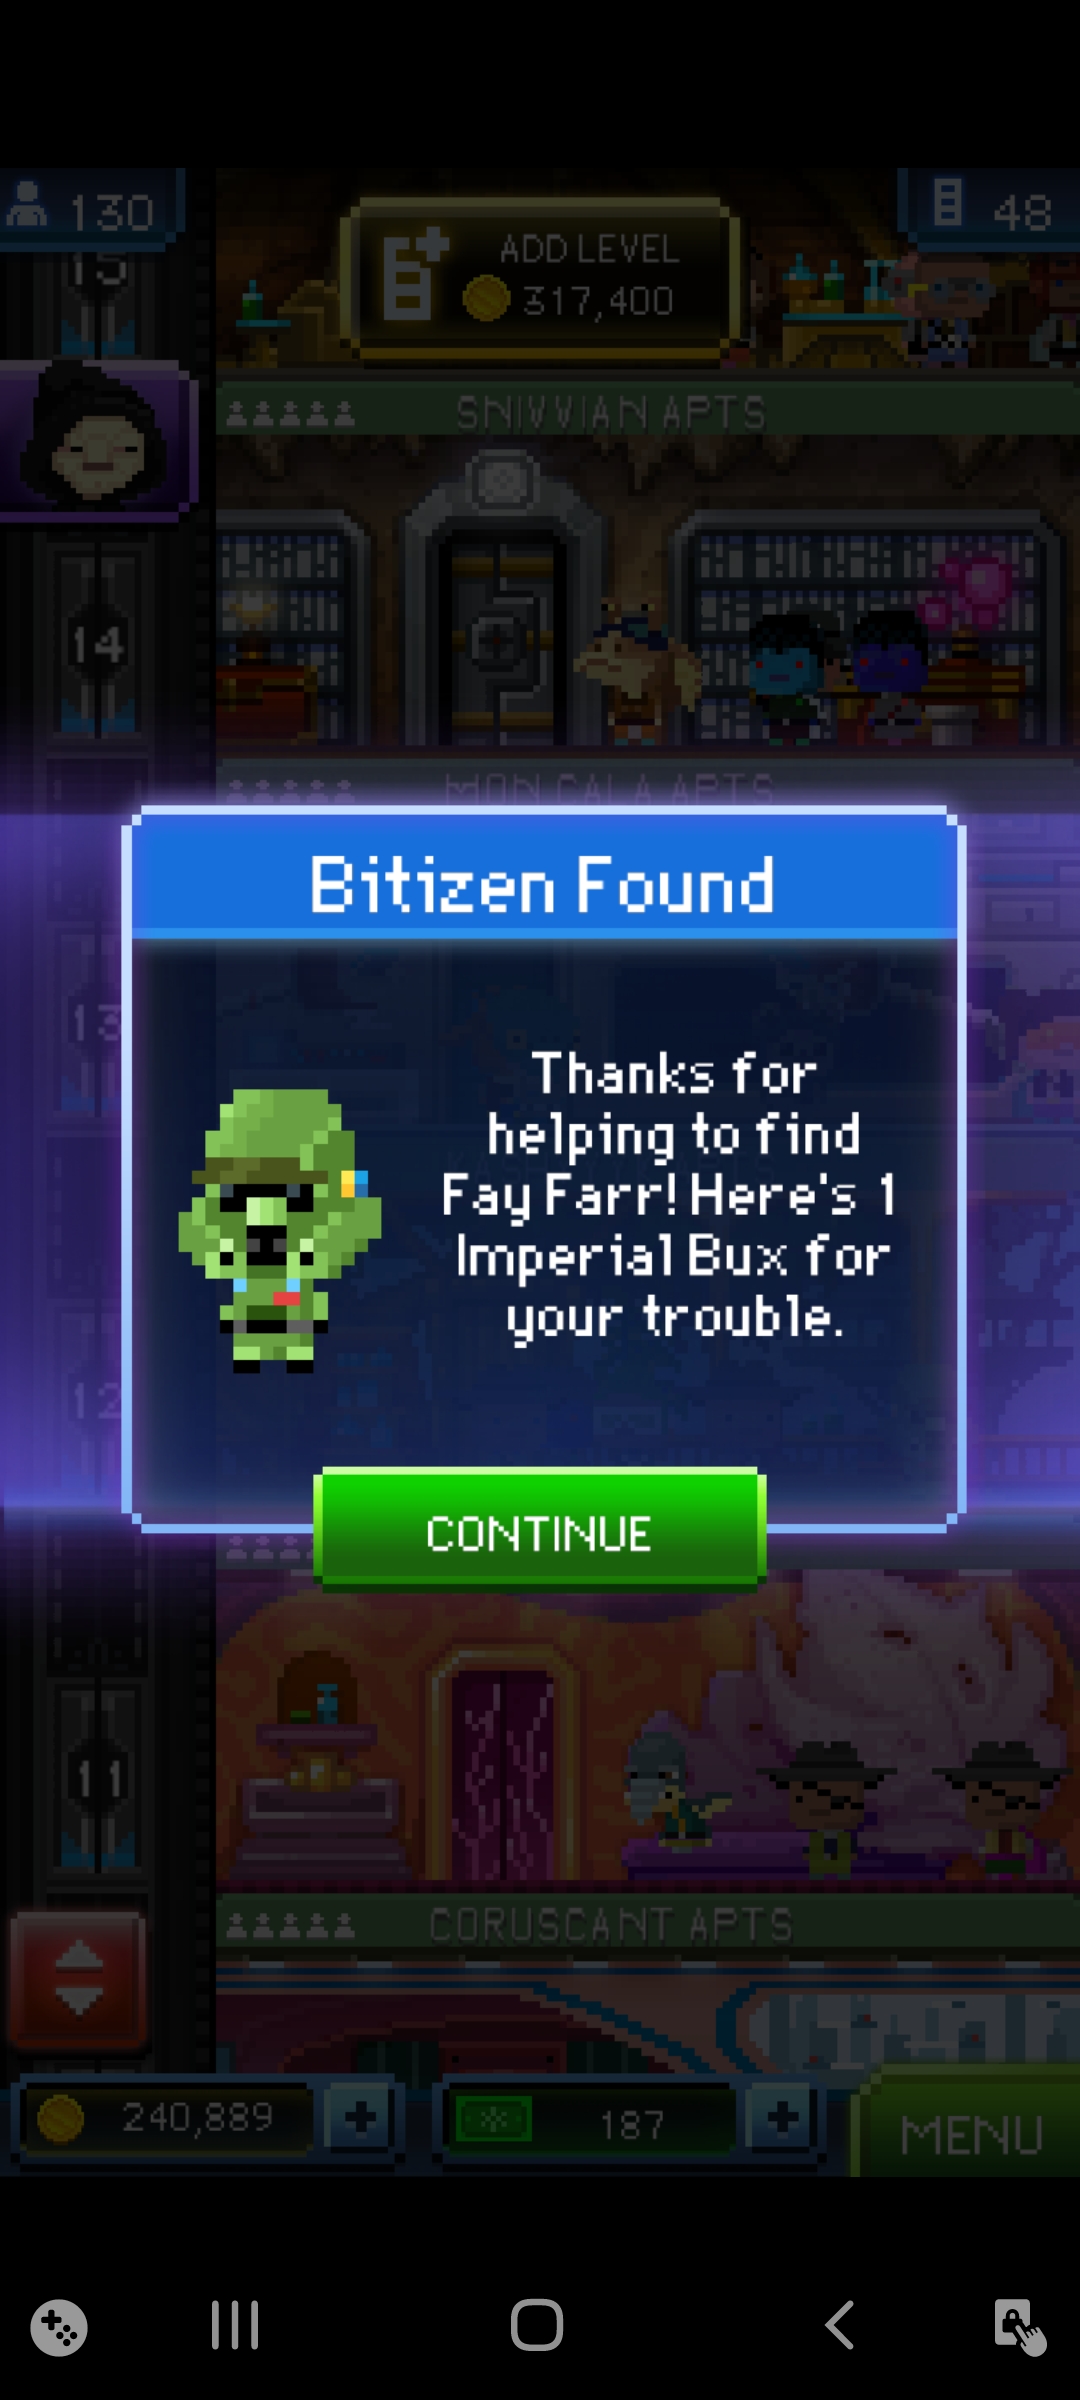 130
48
15
ADD LEVEL
317,400
SNIVVIAN APTS
14
MON CALA APTS
Bitizen Found
13
Thanks for
helping to find
Fay Farr! Here's 1
Imperial Bux for
your trouble.
12
CONTINUE
11
CORUSCANT APTS
240,889
187
MENU